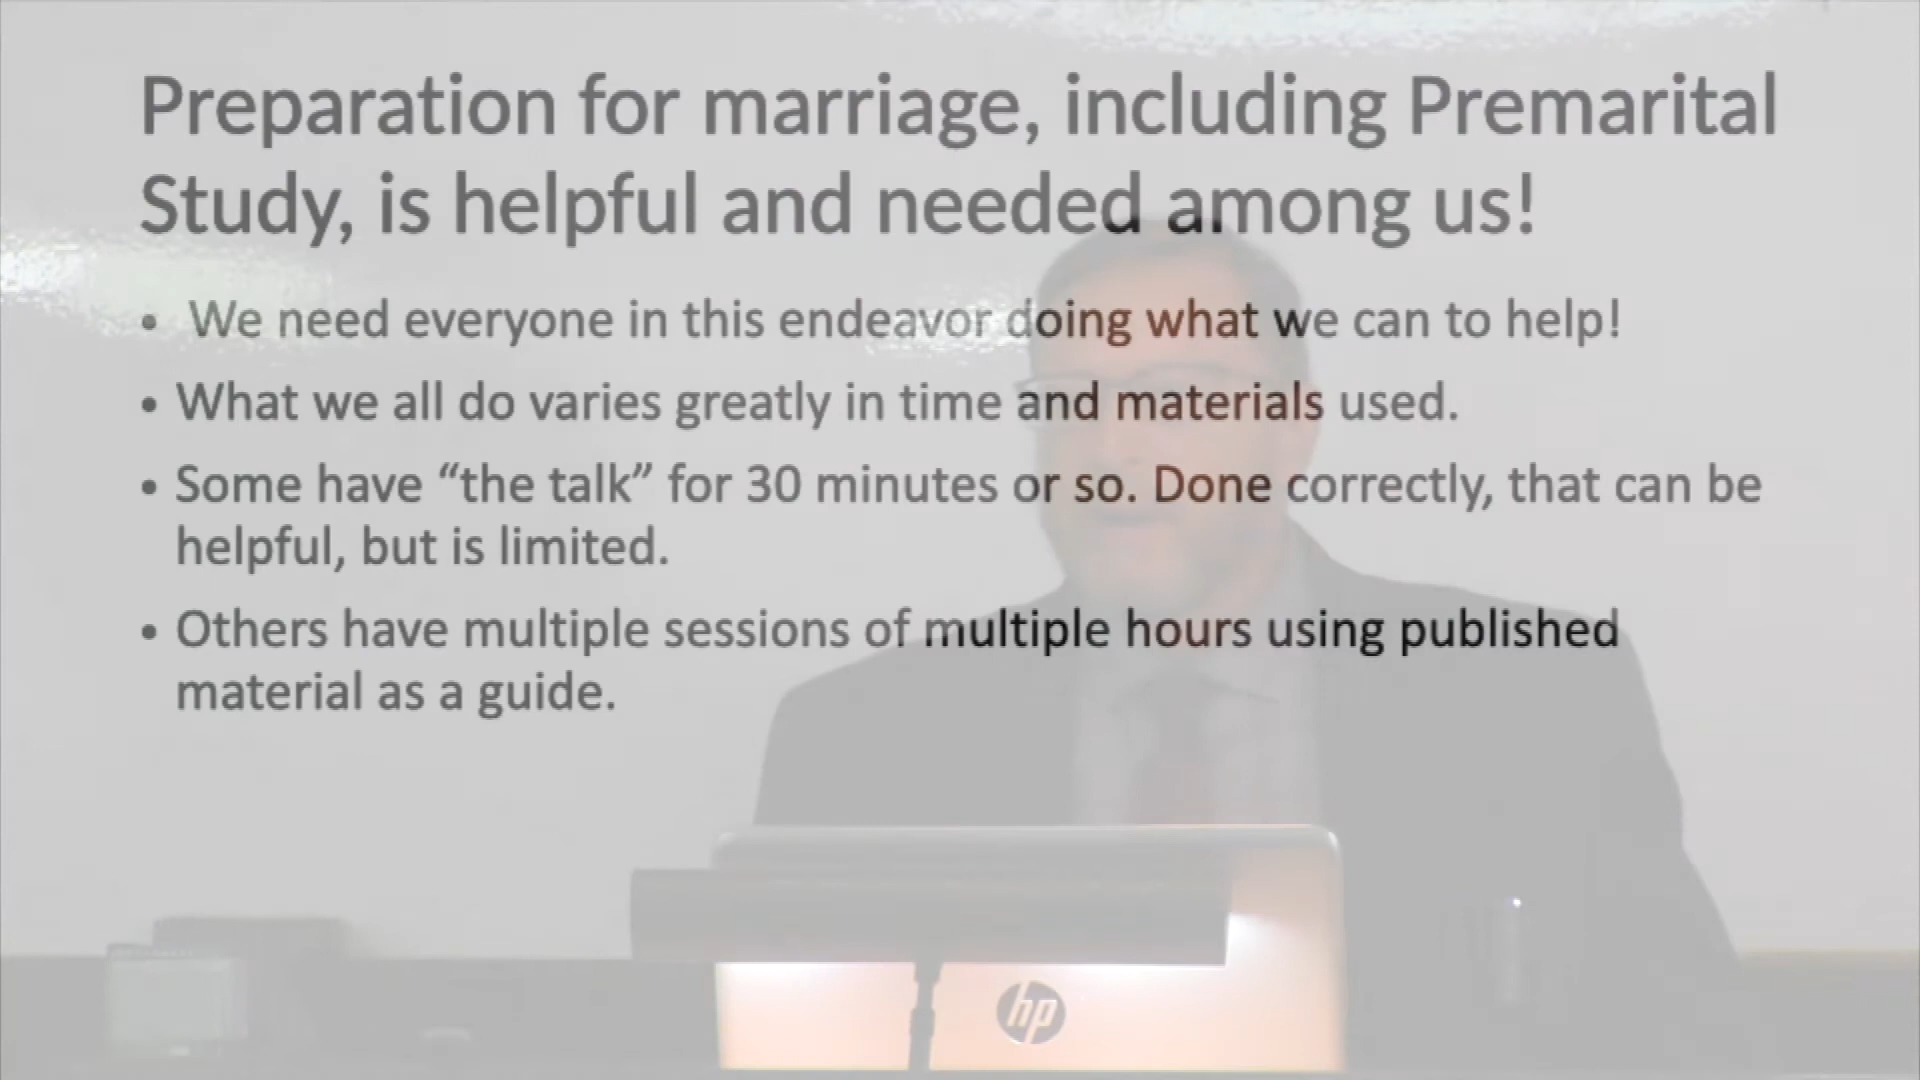 Preparation for marriage, including Premarital
Study, is helpful and needed among us!
• We need everyone in this endeavor doing what we can to help!
• What we all do varies greatly in time and materials used.
• Some have “the talk” for 30 minutes or so. Done correctly, that can be
helpful, but is limited.
• Others have multiple sessions of multiple hours using published
material as a guide.
hp